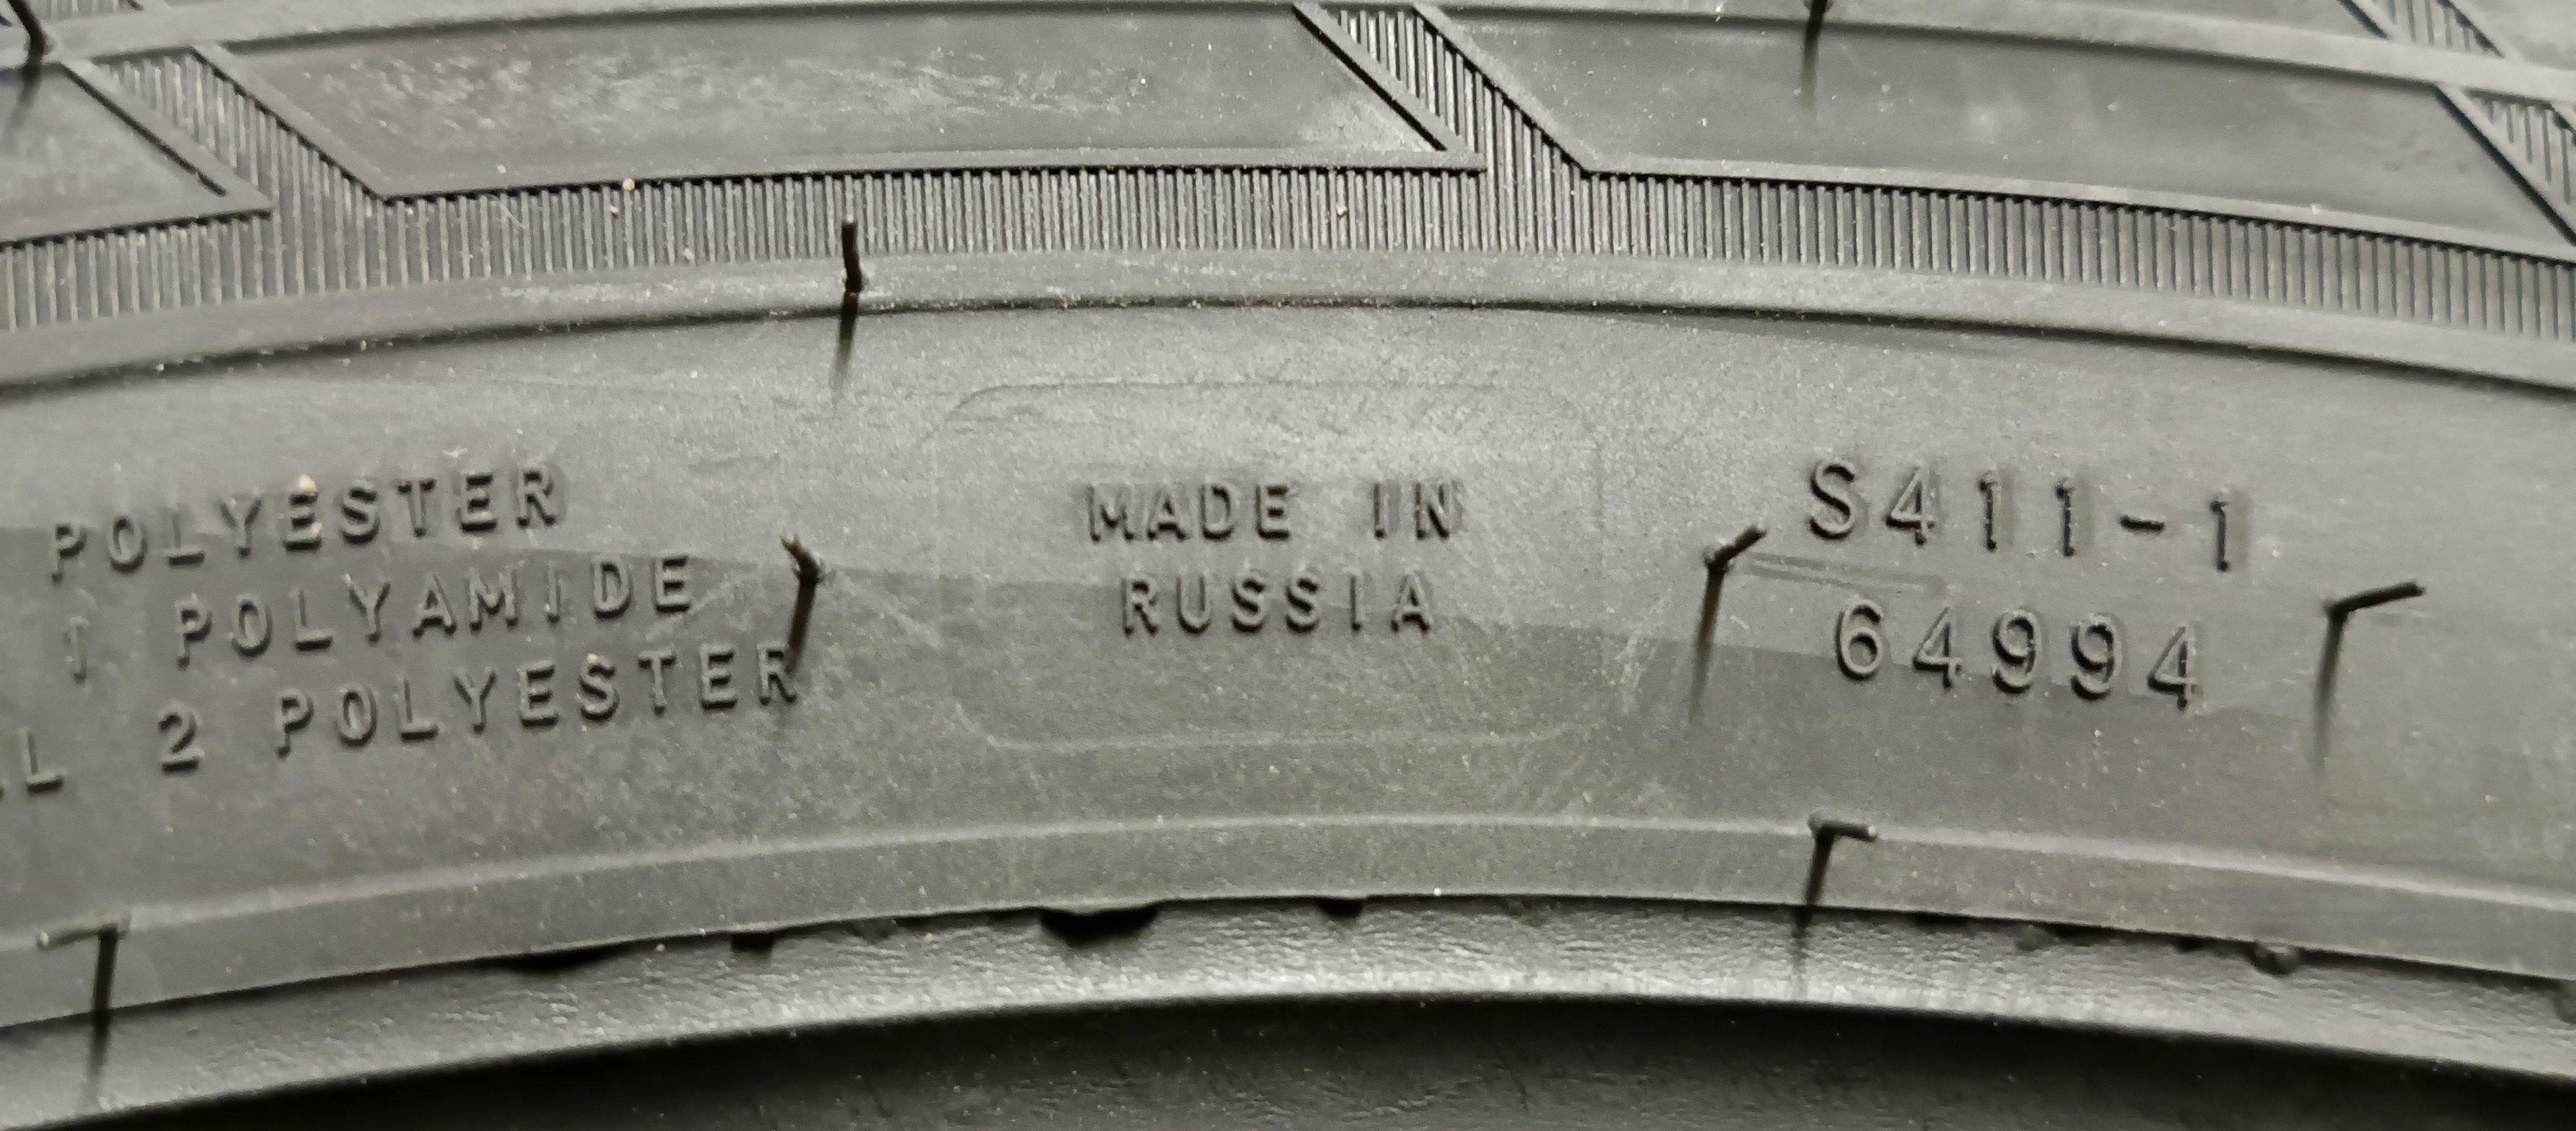 POLYESTER
1 POLYAMIDE
L 2 POLYESTER
MADE IN
RUSSIA
S411-1
64994